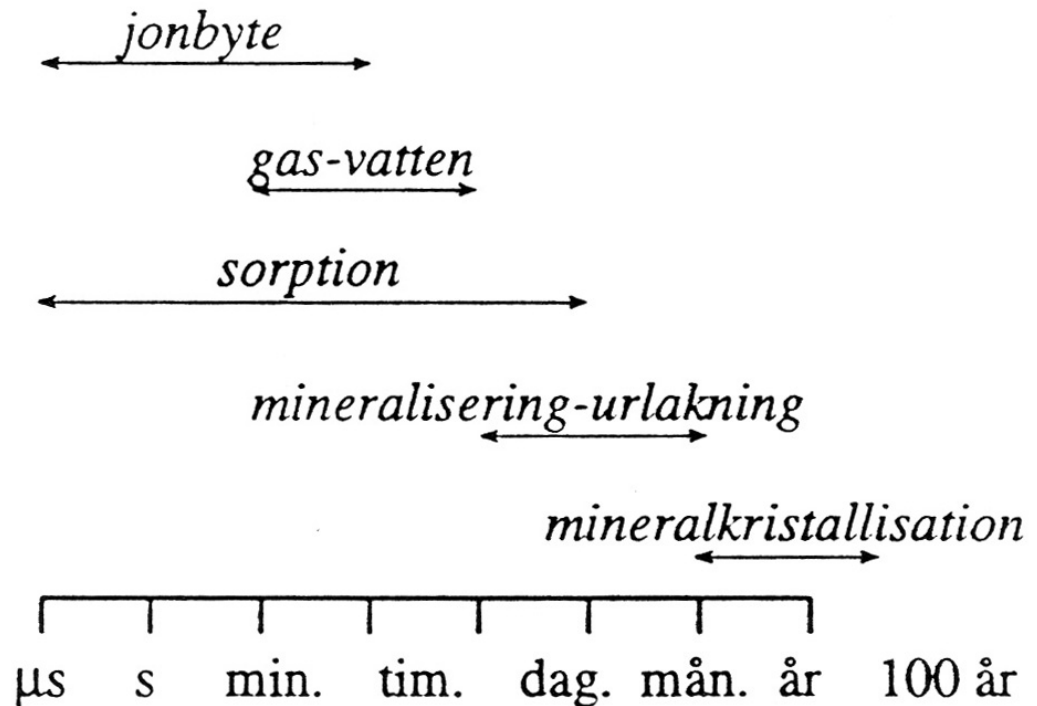 jonbyte
gas-vatten
sorption
mineralisering-urlakning
mineralkristallisation
μs s min. tim. dag. mån. år 100 år